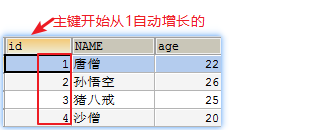 主键开始从1自动增长的
id NAME age
1 唐僧 22
2 孙悟空 26
3 猪八戒 25
4 沙僧 20